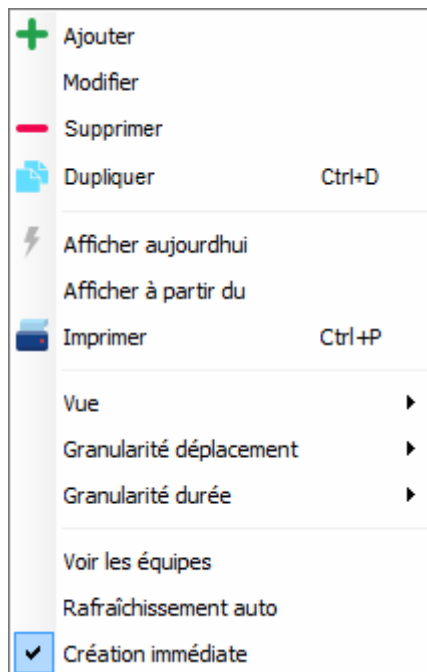 Ajouter
Modifier
Supprimer
Dupliquer Ctrl+D
Afficher aujourdhui
Afficher à partir du
Imprimer Ctrl+P
Vue
Granularité déplacement
Granularité durée
Voir les équipes
Rafraîchissement auto
Création immédiate